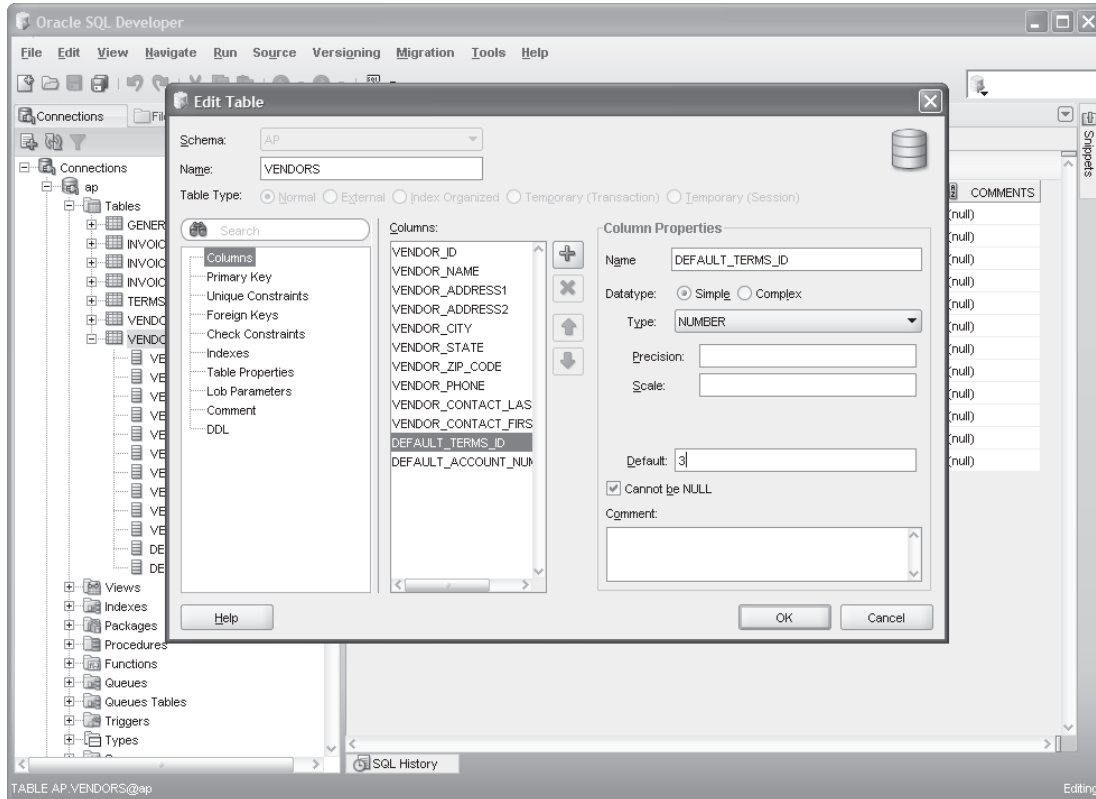 Oracle SQL Developer
File Edit View Navigate Run Source Versioning Migration Tools Help
Connections
Connections
ap
Tables
GENER
INVOIC
INVOIC
INVOIC
TERMS
VENDO
VENDO
VE
VE
VE
VE
VE
VE
VE
VE
VE
VE
DE
DE
Views
Indexes
Packages
Procedures
Functions
Queues
Queues Tables
Triggers
Types
Edit Table
Schema: AP
Name: VENDORS
Table Type: Normal External Index Organized Temporary (Transaction) Temporary (Session)
Search
Columns
Primary Key
Unique Constraints
Foreign Keys
Check Constraints
Indexes
Table Properties
Lob Parameters
Comment
DDL
Columns:
VENDOR_ID
VENDOR_NAME
VENDOR_ADDRESS1
VENDOR_ADDRESS2
VENDOR_CITY
VENDOR_STATE
VENDOR_ZIP_CODE
VENDOR_PHONE
VENDOR_CONTACT_LAS
VENDOR_CONTACT_FIRS
DEFAULT_TERMS_ID
DEFAULT_ACCOUNT_NUM
Column Properties
Name DEFAULT_TERMS_ID
Datatype: Simple Complex
Type: NUMBER
Precision:
Scale:
Default: 3
Cannot be NULL
Comment:
Help OK Cancel
COMMENTS
(null)
(null)
(null)
(null)
(null)
(null)
(null)
(null)
(null)
(null)
(null)
(null)
Snippets
SQL History
TABLE AP.VENDORS@ap
Editing